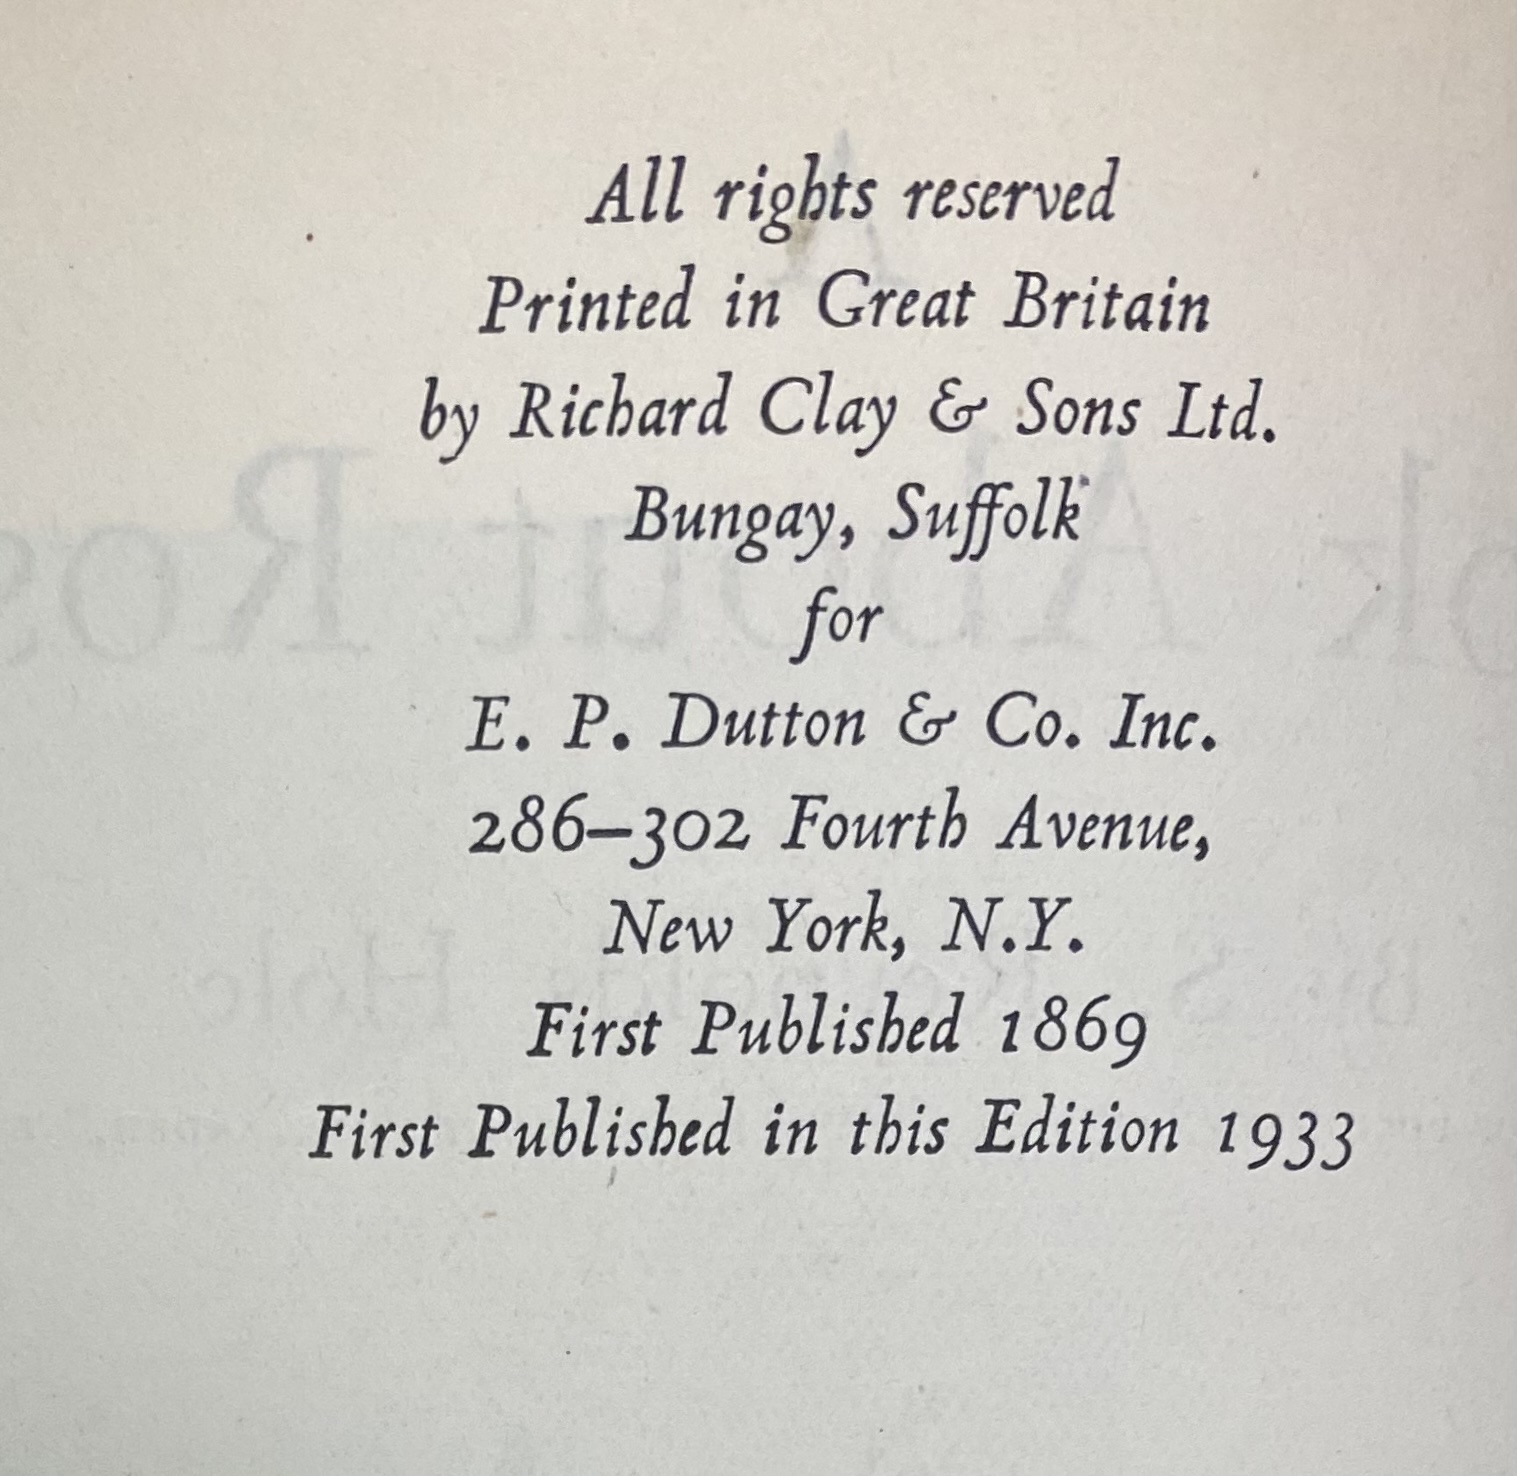 All rights reserved
Printed in Great Britain
by Richard Clay & Sons Ltd.
Bungay, Suffolk
for
E. P. Dutton & Co. Inc.
286–302 Fourth Avenue,
New York, N.Y.
First Published 1869
First Published in this Edition 1933